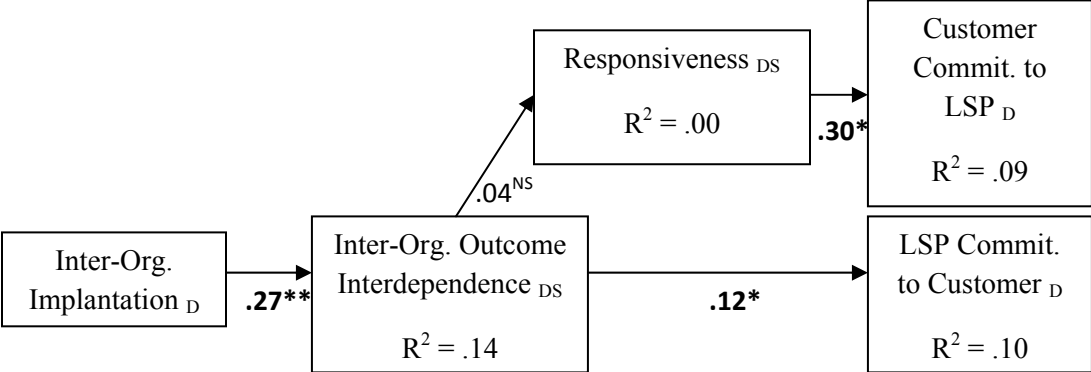 Responsiveness DS
R² = .00
.30*
Customer
Commit. to
LSP D
R² = .09
.04NS
Inter-Org.
Implantation D
.27**
Inter-Org. Outcome
Interdependence DS
R² = .14
.12*
LSP Commit.
to Customer D
R² = .10